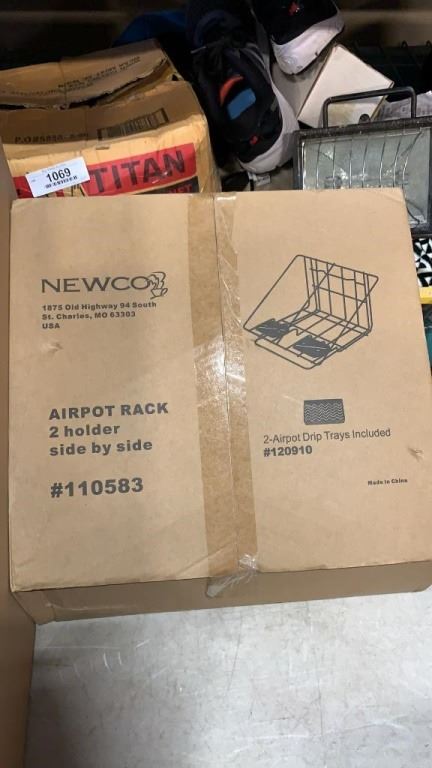 1069
TITAN
NEWCO
1875 Old Highway 94 South
St. Charles, MO 63303
USA
AIRPOT RACK
2 holder
side by side
#110583
2-Airpot Drip Trays Included
#120910
Made in China